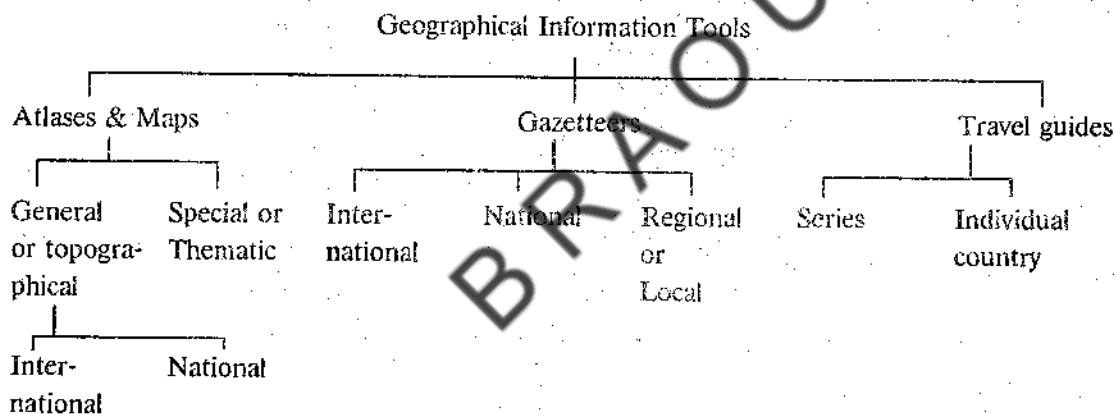 Geographical Information Tools
Atlases & Maps
Gazetteers
Travel guides
General
or topogra-
phical
Special or
Thematic
Inter-
national
National
Regional
or
Local
Series
Individual
country
Inter-
national
National
BRAOU